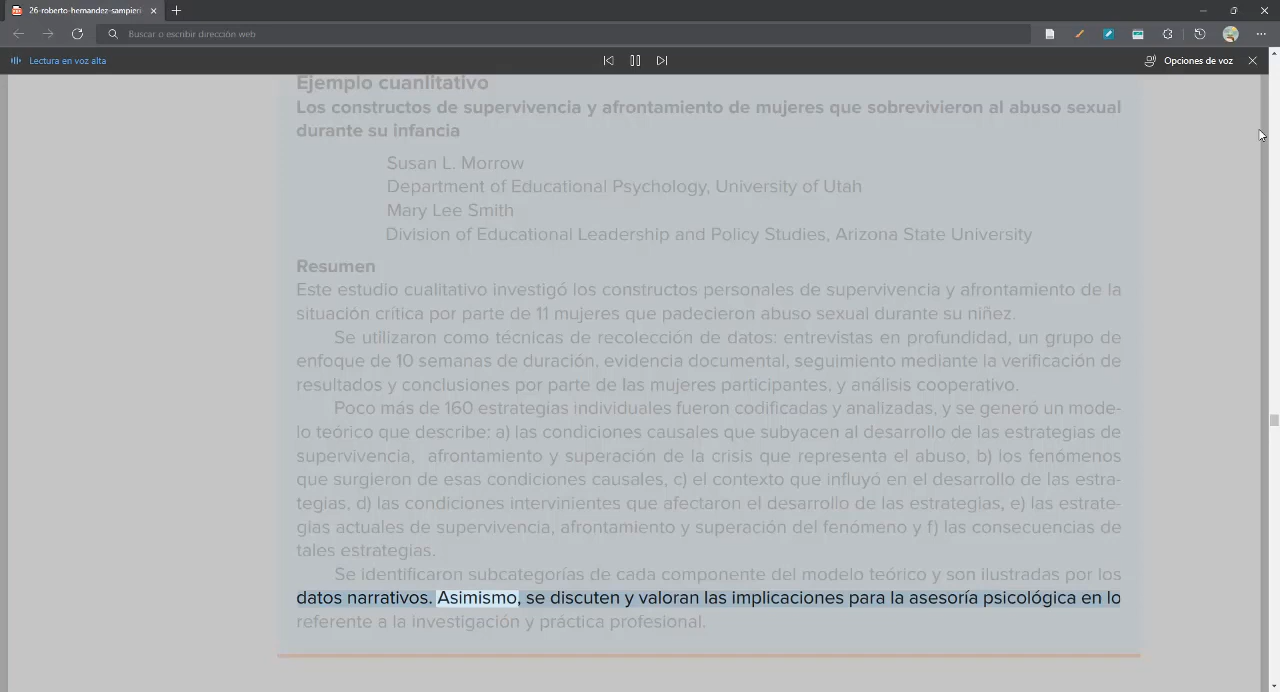 26-roberto-hernandez-sampieri
Buscar o escribir dirección web
Lectura en voz alta
Opciones de voz
Ejemplo cuanlitativo
Los constructos de supervivencia y afrontamiento de mujeres que sobrevivieron al abuso sexual
durante su infancia
Susan L. Morrow
Department of Educational Psychology, University of Utah
Mary Lee Smith
Division of Educational Leadership and Policy Studies, Arizona State University
Resumen
Este estudio cualitativo investigó los constructos personales de supervivencia y afrontamiento de la
situación crítica por parte de 11 mujeres que padecieron abuso sexual durante su niñez.
Se utilizaron como técnicas de recolección de datos: entrevistas en profundidad, un grupo de
enfoque de 10 semanas de duración, evidencia documental, seguimiento mediante la verificación de
resultados y conclusiones por parte de las mujeres participantes, y análisis cooperativo.
Poco más de 160 estrategias individuales fueron codificadas y analizadas, y se generó un mode-
lo teórico que describe: a) las condiciones causales que subyacen al desarrollo de las estrategias de
supervivencia, afrontamiento y superación de la crisis que representa el abuso, b) los fenómenos
que surgieron de esas condiciones causales, c) el contexto que influyó en el desarrollo de las estra-
tegias, d) las condiciones intervinientes que afectaron el desarrollo de las estrategias, e) las estrate-
gias actuales de supervivencia, afrontamiento y superación del fenómeno y f) las consecuencias de
tales estrategias.
Se identificaron subcategorías de cada componente del modelo teórico y son ilustradas por los
datos narrativos. Asimismo, se discuten y valoran las implicaciones para la asesoría psicológica en lo
referente a la investigación y práctica profesional.